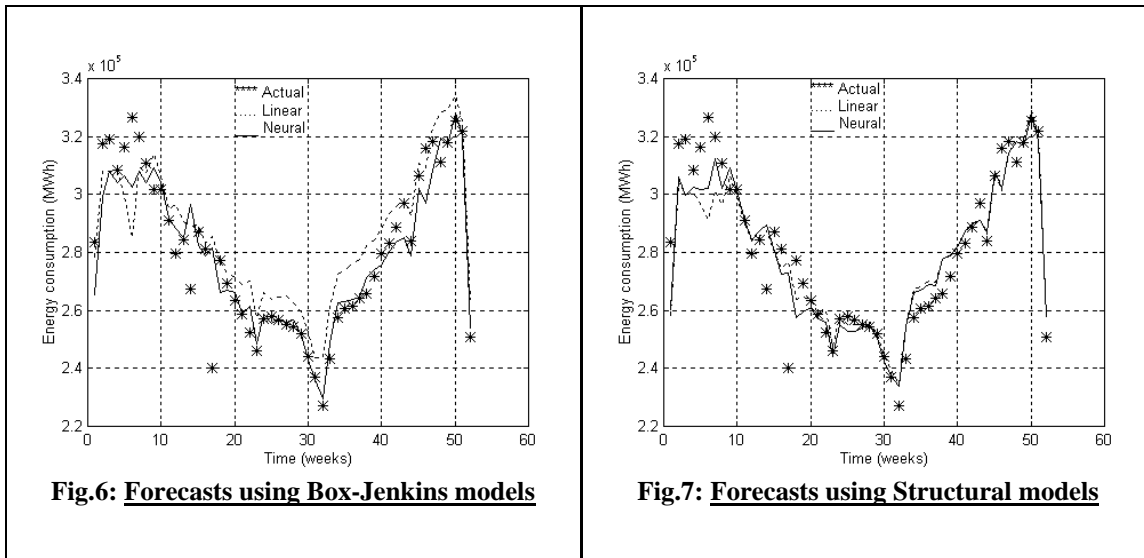 x 10^5
3.4
3.2
3
2.8
2.6
2.4
2.2
0
10
20
30
40
50
60
Energy consumption (MWh)
Time (weeks)
**** Actual
Linear
Neural
Fig.6: Forecasts using Box-Jenkins models
x 10^5
3.4
3.2
3
2.8
2.6
2.4
2.2
0
10
20
30
40
50
60
Energy consumption (MWh)
Time (weeks)
**** Actual
Linear
Neural
Fig.7: Forecasts using Structural models